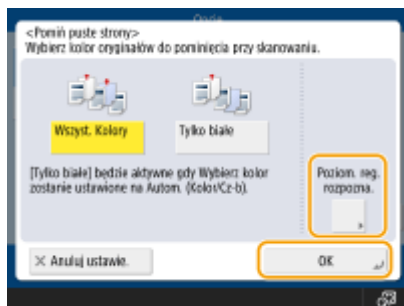 Opcje
<Pomiń puste strony>
Wybierz kolor oryginałów do pominięcia przy skanowaniu.
Wszyst. Kolory
Tylko białe
[Tylko białe] będzie aktywne gdy Wybierz kolor
zostanie ustawione na Autom. (Kolor/Cz-b).
Poziom. reg.
rozpozna.
× Anuluj ustawie.
OK